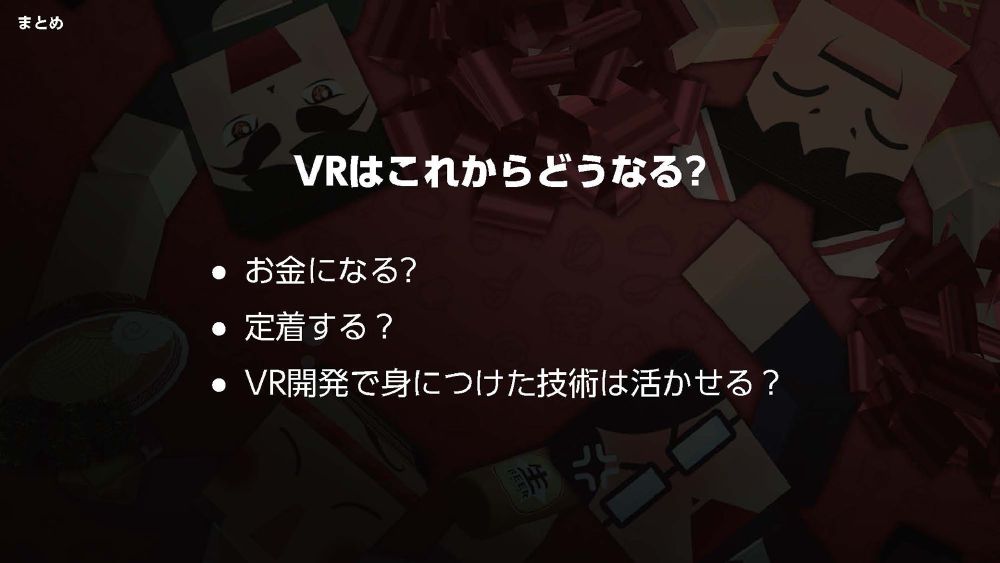 まとめ
VRはこれからどうなる?
• お金になる?
• 定着する？
• VR開発で身につけた技術は活かせる？
生
BEER